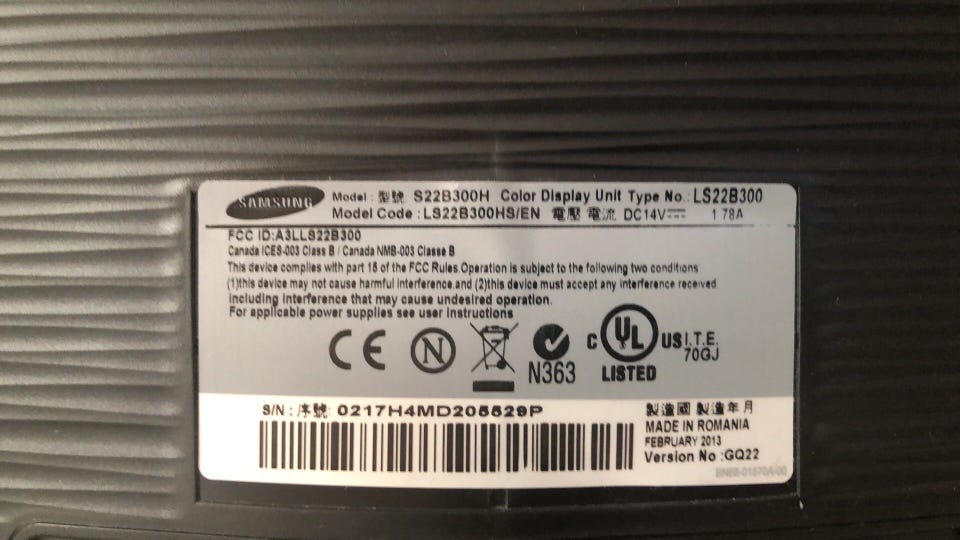 SAMSUNG
Model : 型號 S22B300H Color Display Unit Type No.: LS22B300
Model Code : LS22B300HS/EN 電壓 電流 DC14V 1.78A
FCC ID:A3LLS22B300
Canada ICES-003 Class B / Canada NMB-003 Classe B
This device complies with part 15 of the FCC Rules.Operation is subject to the following two conditions
(1)this device may not cause harmful interference.and (2)this device must accept any interference received
including interference that may cause undesired operation.
For applicable power supplies see user instructions
CE N N363 C UL US LISTED I.T.E. 70GJ
S/N : 序號: 0217H4MD205529P
製造國 製造年月
MADE IN ROMANIA
FEBRUARY 2013
Version No :GQ22